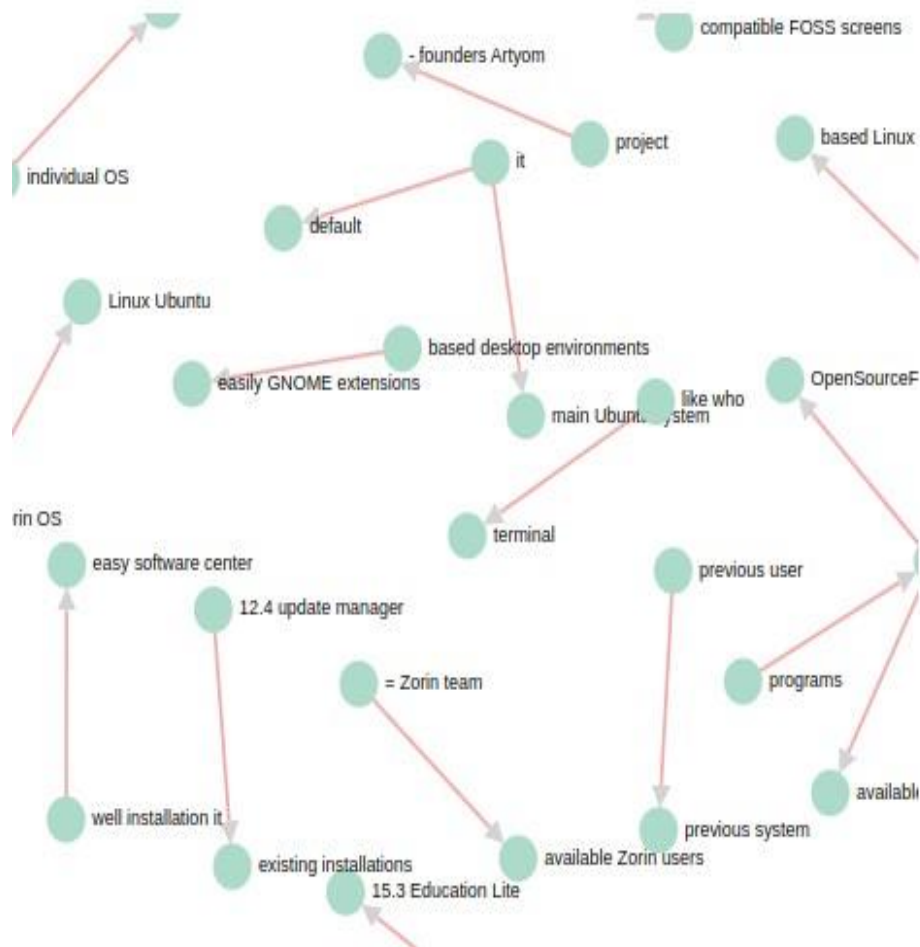 compatible FOSS screens
- founders Artyom
based Linux
project
it
individual OS
default
Linux Ubuntu
based desktop environments
OpenSourceF
easily GNOME extensions
like who
main Ubuntu system
terminal
rin OS
easy software center
previous user
12.4 update manager
programs
= Zorin team
available
well installation it
previous system
available Zorin users
existing installations
15.3 Education Lite